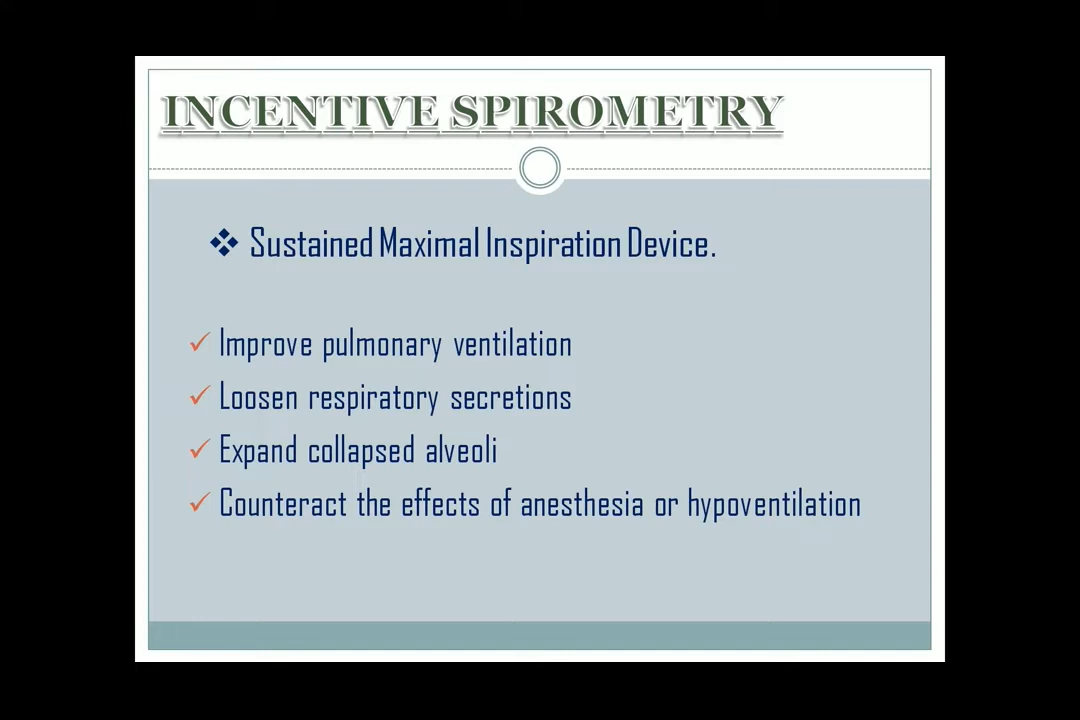 INCENTIVE SPIROMETRY
Sustained Maximal Inspiration Device.
Improve pulmonary ventilation
Loosen respiratory secretions
Expand collapsed alveoli
Counteract the effects of anesthesia or hypoventilation